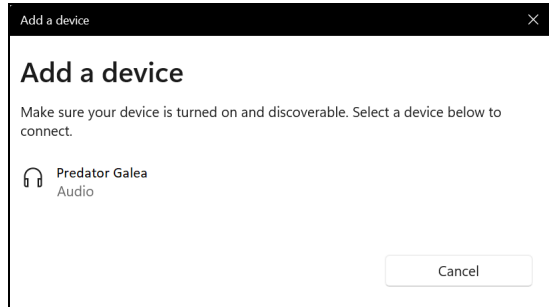 Add a device
Add a device
Make sure your device is turned on and discoverable. Select a device below to
connect.
Predator Galea
Audio
Cancel